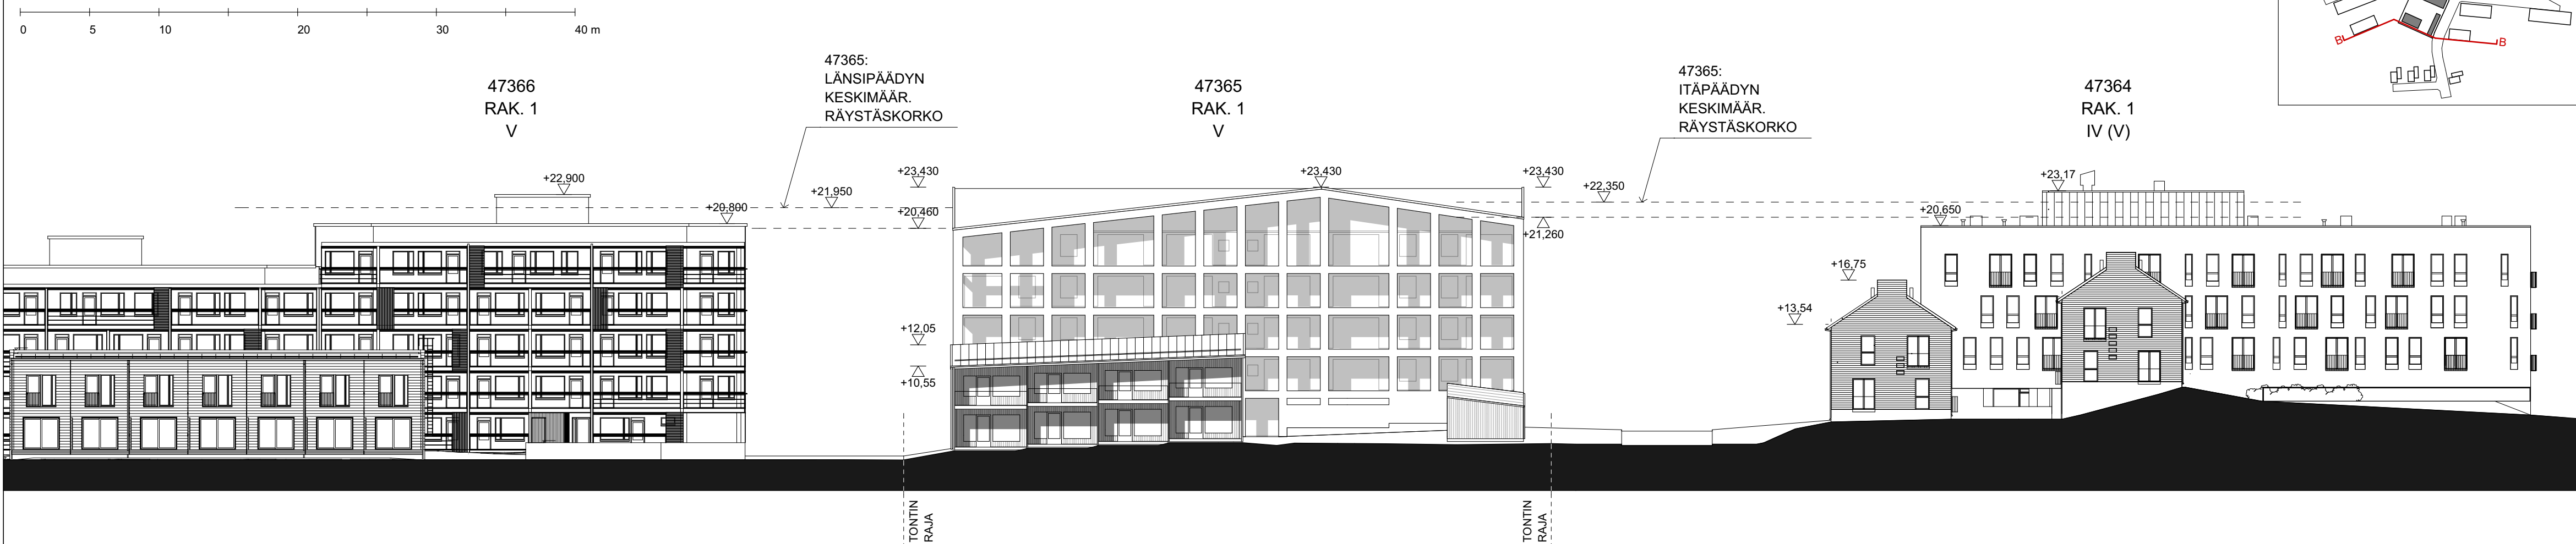 0 5 10 20 30 40 m
B
B
47366
RAK. 1
V
47365:
LÄNSIPÄÄDYN
KESKIMÄÄR.
RÄYSTÄSKORKO
47365
RAK. 1
V
47365:
ITÄPÄÄDYN
KESKIMÄÄR.
RÄYSTÄSKORKO
47364
RAK. 1
IV (V)
+22,900
+20,800
+21,950
+23,430
+20,460
+23,430
+23,430
+21,260
+22,350
+23,17
+20,650
+16,75
+13,54
+12,05
+10,55
TONTIN
RAJA
TONTIN
RAJA